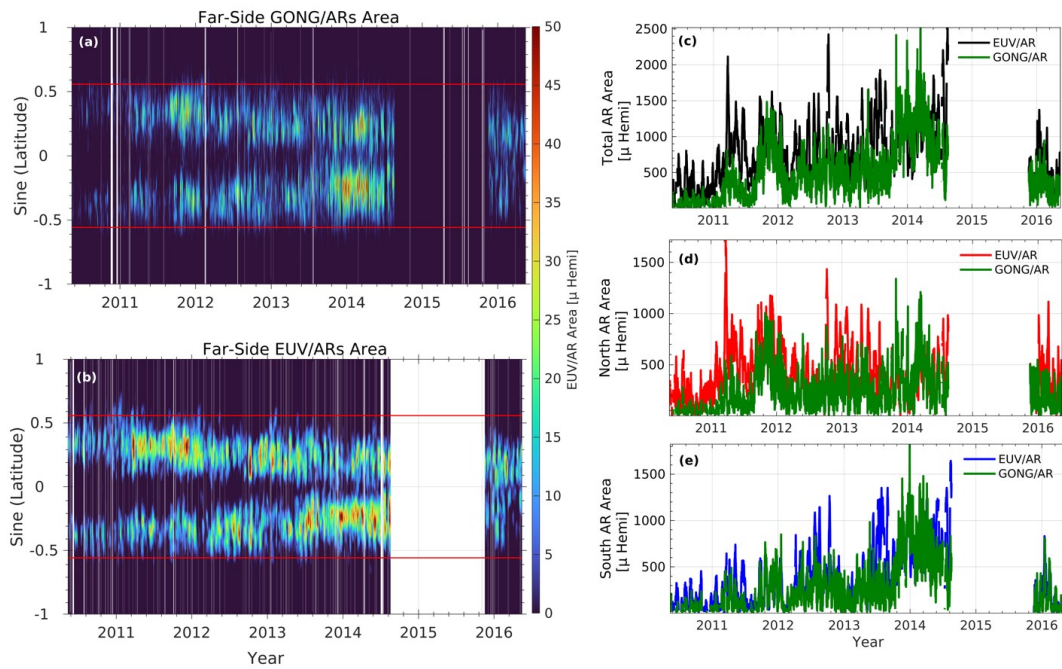 Far-Side GONG/ARs Area
(a)
1
0.5
0
-0.5
-1
Sine (Latitude)
2011 2012 2013 2014 2015 2016
Far-Side EUV/ARs Area
(b)
1
0.5
0
-0.5
-1
Sine (Latitude)
2011 2012 2013 2014 2015 2016
Year
50
45
40
35
30
25
20
15
10
5
0
EUV/AR Area [μ Hemi]
(c)
EUV/AR
GONG/AR
2500
2000
1500
1000
500
Total AR Area
[μ Hemi]
2011 2012 2013 2014 2015 2016
(d)
EUV/AR
GONG/AR
1500
1000
500
North AR Area
[μ Hemi]
2011 2012 2013 2014 2015 2016
(e)
EUV/AR
GONG/AR
1500
1000
500
South AR Area
[μ Hemi]
2011 2012 2013 2014 2015 2016
Year